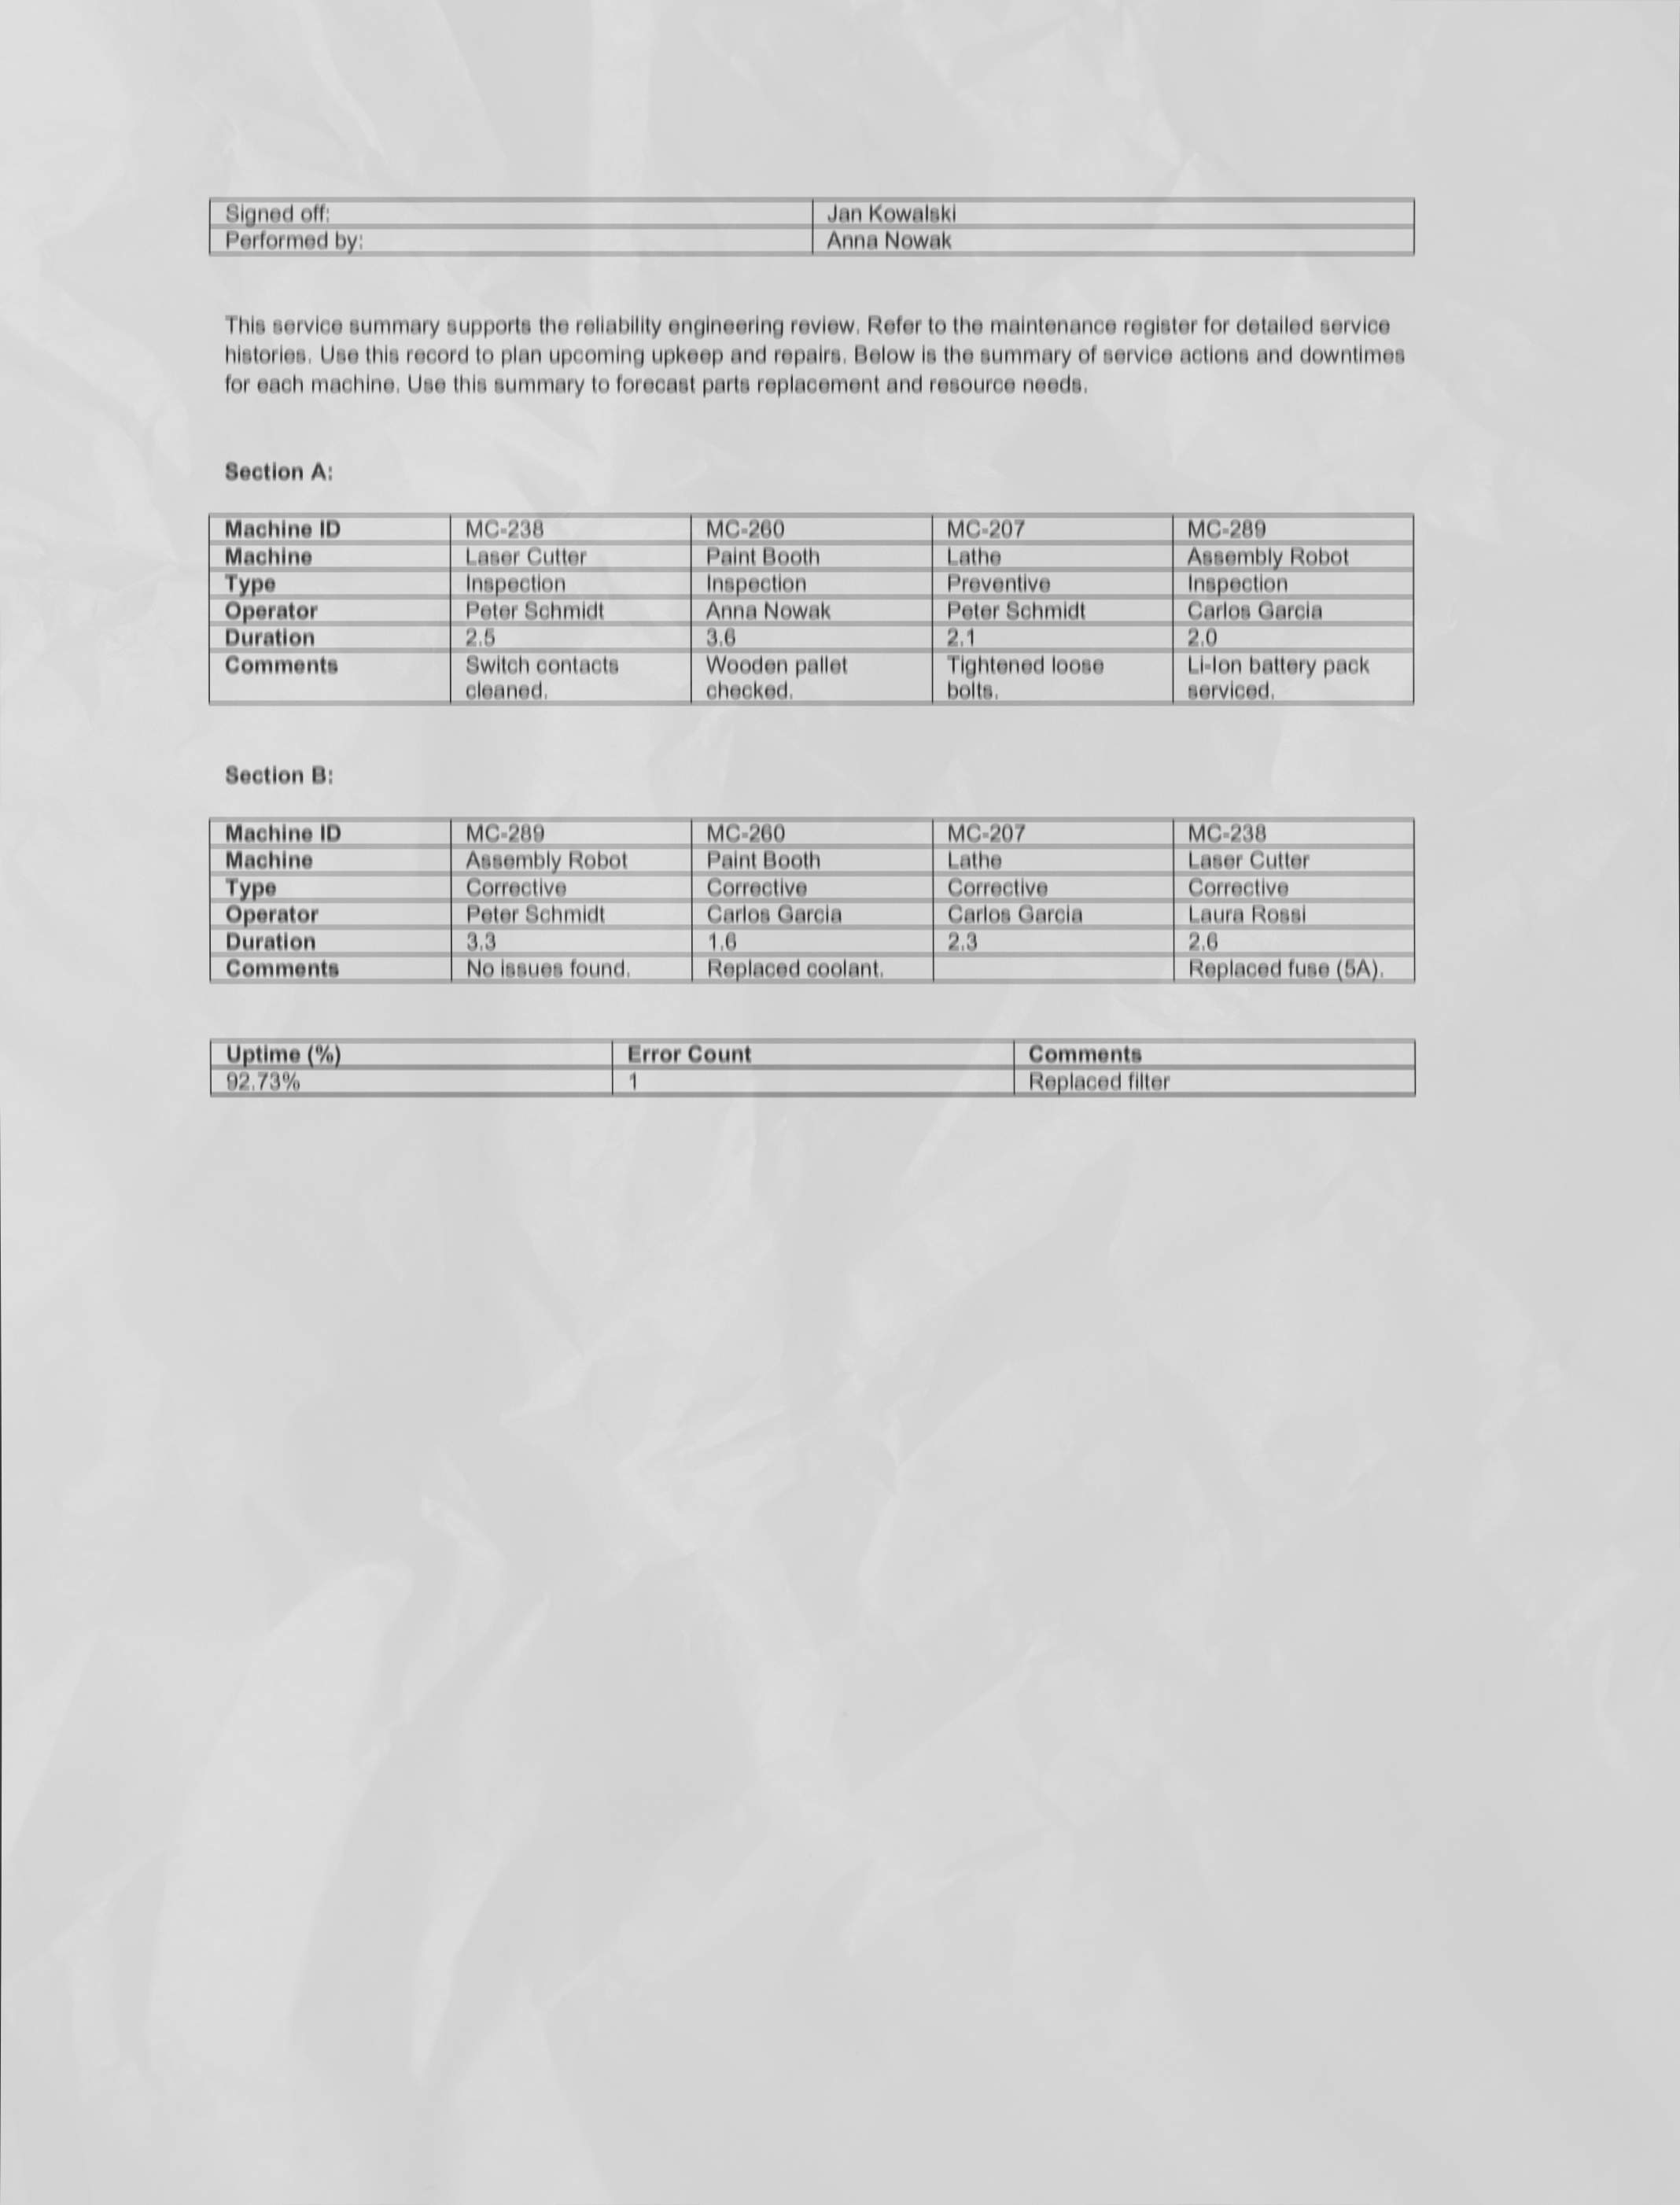 Signed off: Jan Kowalski
Performed by: Anna Nowak
This service summary supports the reliability engineering review. Refer to the maintenance register for detailed service
histories. Use this record to plan upcoming upkeep and repairs. Below is the summary of service actions and downtimes
for each machine. Use this summary to forecast parts replacement and resource needs.
Section A:
Machine ID MC-238 MC-260 MC-207 MC-289
Machine Laser Cutter Paint Booth Lathe Assembly Robot
Type Inspection Inspection Preventive Inspection
Operator Peter Schmidt Anna Nowak Peter Schmidt Carlos Garcia
Duration 2.5 3.6 2.1 2.0
Comments Switch contacts Wooden pallet Tightened loose Li-Ion battery pack
cleaned. checked. bolts. serviced.
Section B:
Machine ID MC-289 MC-260 MC-207 MC-238
Machine Assembly Robot Paint Booth Lathe Laser Cutter
Type Corrective Corrective Corrective Corrective
Operator Peter Schmidt Carlos Garcia Carlos Garcia Laura Rossi
Duration 3.3 1.6 2.3 2.6
Comments No issues found. Replaced coolant. Replaced fuse (5A).
Uptime (%) Error Count Comments
92.73% 1 Replaced filter